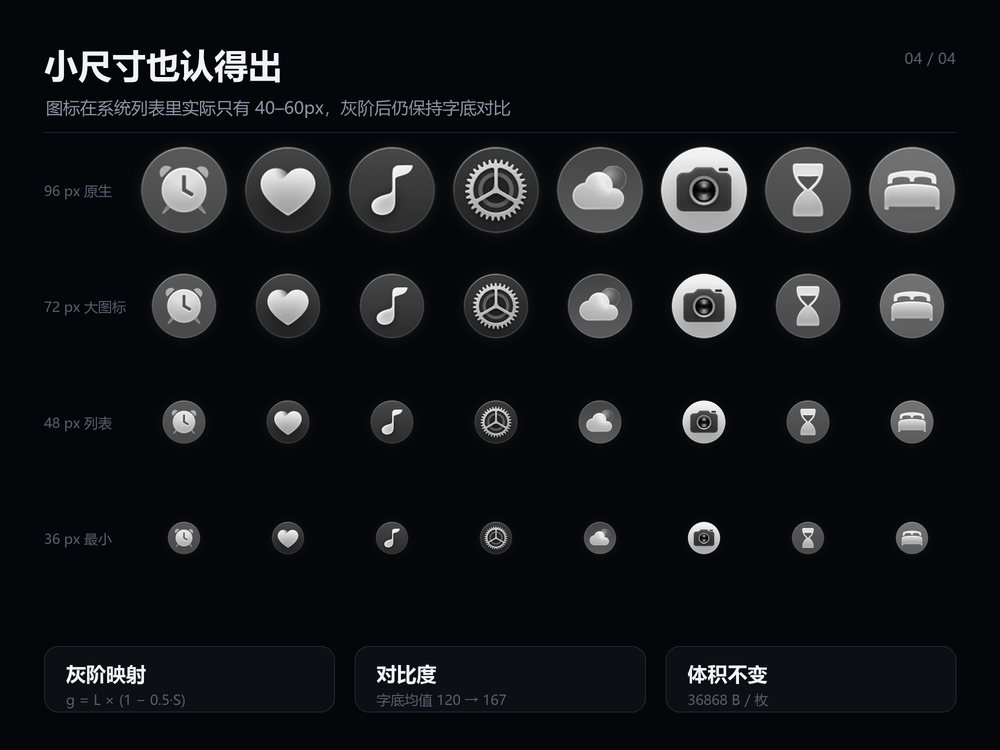 小尺寸也认得出
04 / 04
图标在系统列表里实际只有 40–60px，灰阶后仍保持字底对比
96 px 原生
72 px 大图标
48 px 列表
36 px 最小
灰阶映射
g = L × (1 − 0.5·S)
对比度
字底均值 120 → 167
体积不变
36868 B / 枚